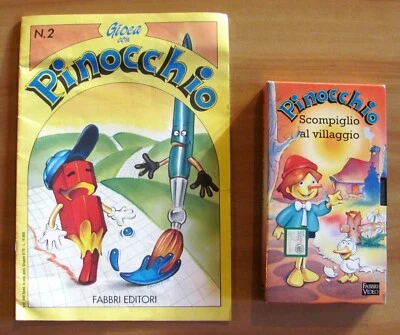 N.2
Gioca
con
Pinocchio
FABBRI EDITORI
Pinocchio
Scompiglio
al villaggio
FABBRI
VIDEO